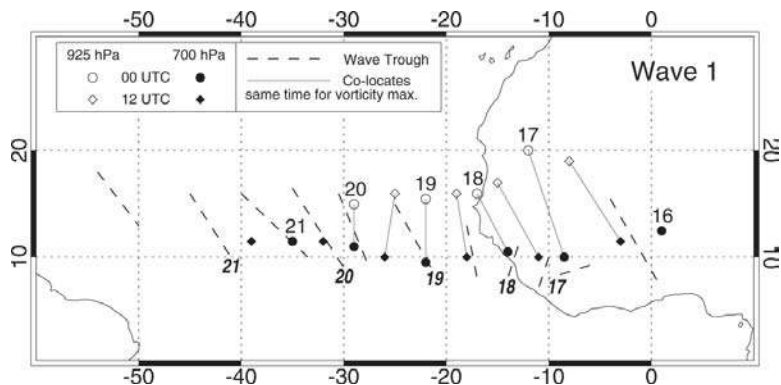 -50 -40 -30 -20 -10 0
925 hPa 700 hPa
00 UTC
12 UTC
Wave Trough
Co-locates
same time for vorticity max.
Wave 1
20 20
17
18
19
20
21
16
10 10
21
20
19
18
17
-50 -40 -30 -20 -10 0